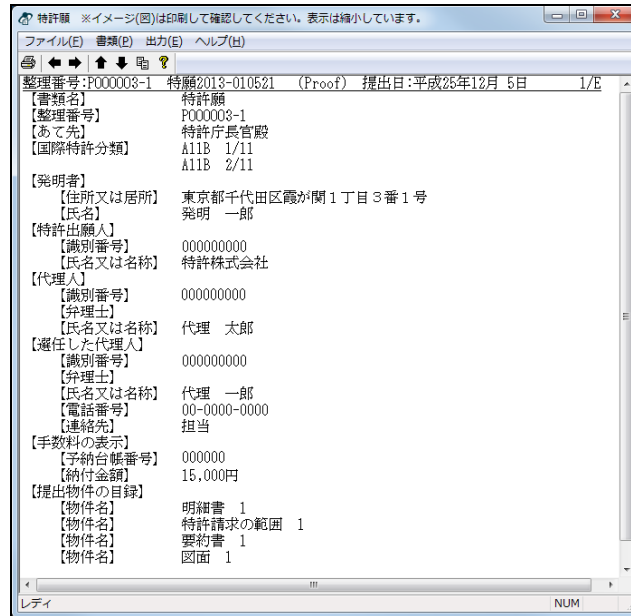 特許願 ※イメージ(図)は印刷して確認してください。表示は縮小しています。
ファイル(F) 書類(P) 出力(E) ヘルプ(H)
整理番号:P000003-1 特願2013-010521 (Proof) 提出日:平成25年12月 5日 1/E
【書類名】 特許願
【整理番号】 P000003-1
【あて先】 特許庁長官殿
【国際特許分類】 A11B 1/11
A11B 2/11
【発明者】
【住所又は居所】 東京都千代田区霞が関1丁目3番1号
【氏名】 発明 一郎
【特許出願人】
【識別番号】 000000000
【氏名又は名称】 特許株式会社
【代理人】
【識別番号】 000000000
【弁理士】
【氏名又は名称】 代理 太郎
【選任した代理人】
【識別番号】 000000000
【弁理士】
【氏名又は名称】 代理 一郎
【電話番号】 00-0000-0000
【連絡先】 担当
【手数料の表示】
【予納台帳番号】 000000
【納付金額】 15,000円
【提出物件の目録】
【物件名】 明細書 1
【物件名】 特許請求の範囲 1
【物件名】 要約書 1
【物件名】 図面 1
レディ NUM